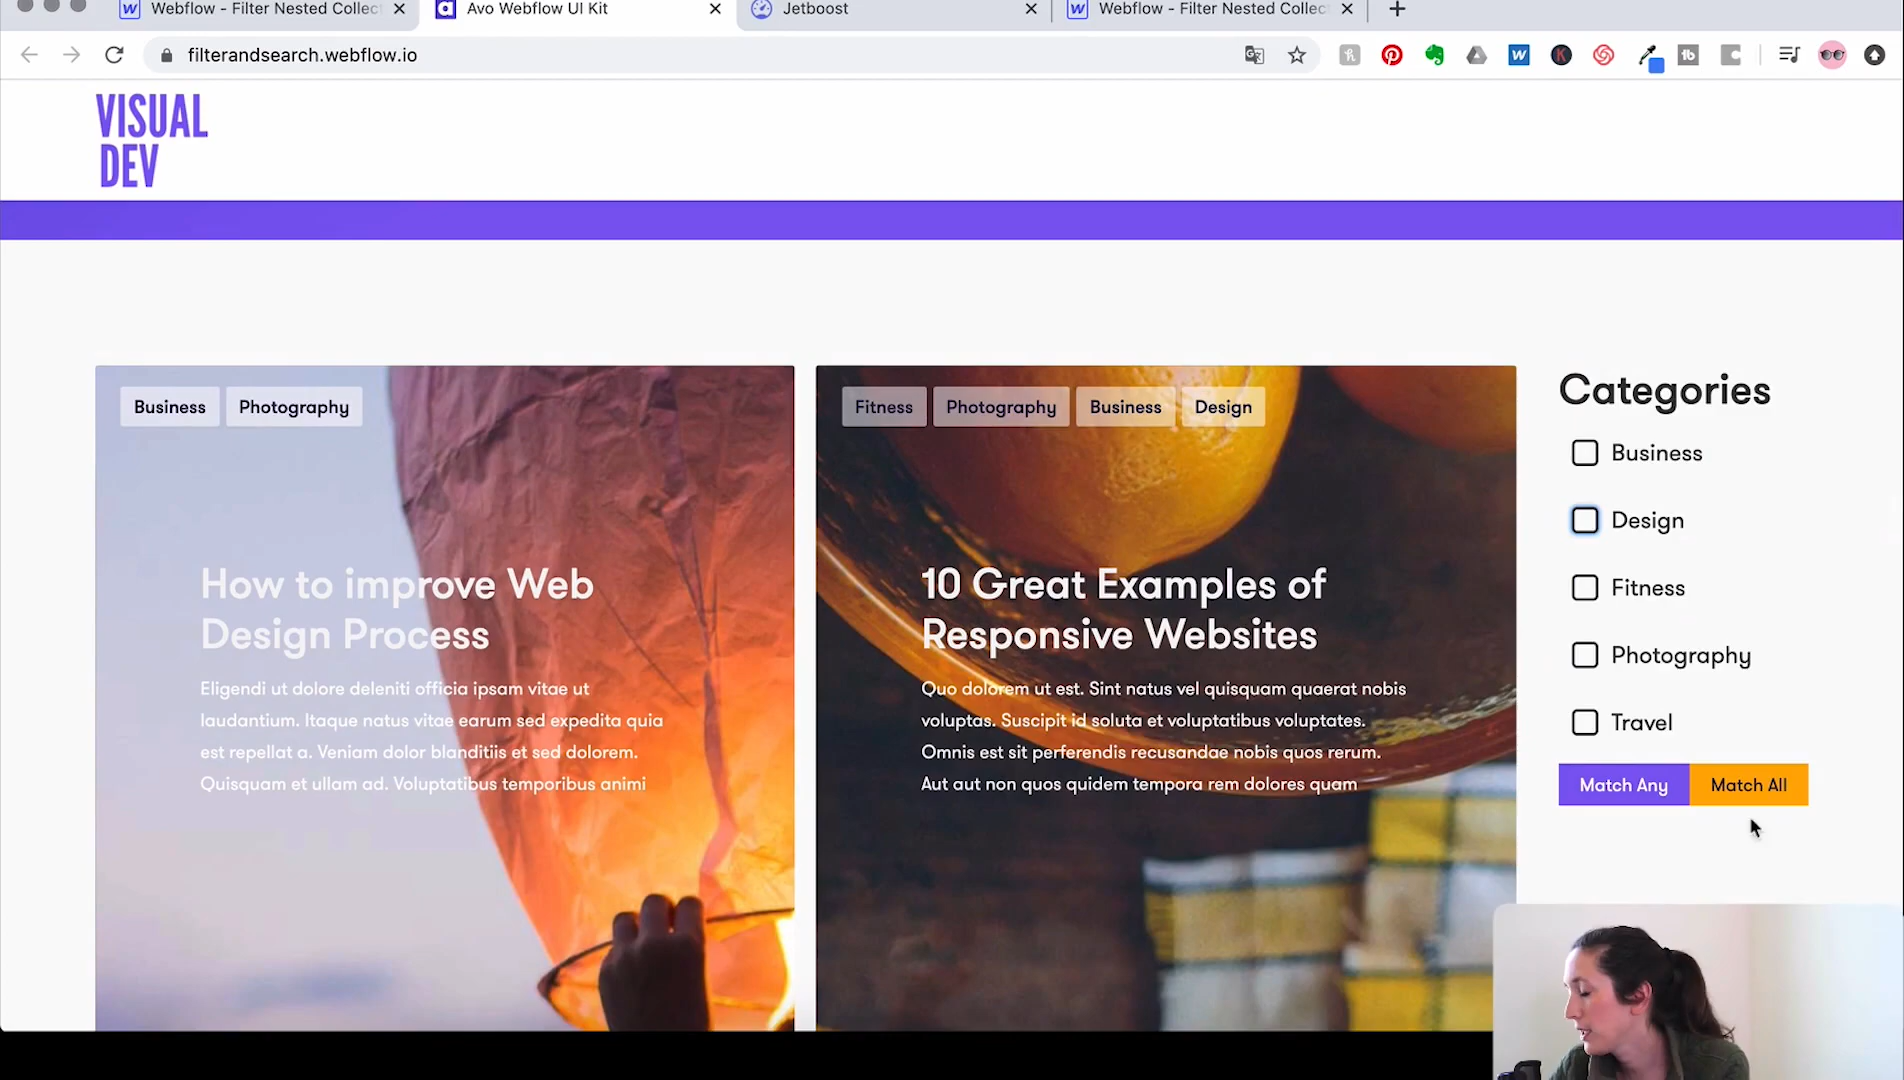 Webflow - Filter Nested Collect
Avo Webflow UI Kit
Jetboost
Webflow - Filter Nested Collec
filterandsearch.webflow.io
VISUAL
DEV
Business
Photography
Fitness
Photography
Business
Design
How to improve Web
Design Process
Eligendi ut dolore deleniti officia ipsam vitae ut
laudantium. Itaque natus vitae earum sed expedita quia
est repellat a. Veniam dolor blanditiis et sed dolorem.
Quisquam et ullam ad. Voluptatibus temporibus animi
10 Great Examples of
Responsive Websites
Quo dolorem ut est. Sint natus vel quisquam quaerat nobis
voluptas. Suscipit id soluta et voluptatibus voluptates.
Omnis est sit perferendis recusandae nobis quos rerum.
Aut aut non quos quidem tempora rem dolores quam
Categories
Business
Design
Fitness
Photography
Travel
Match Any
Match All